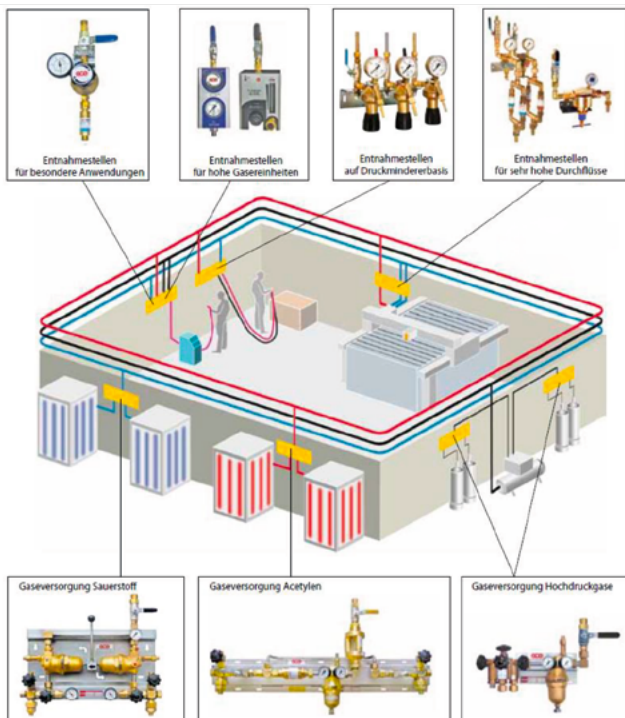 Entnahmestellen
für besondere Anwendungen
Entnahmestellen
für hohe Gasereinheiten
Entnahmestellen
auf Druckmindererbasis
Entnahmestellen
für sehr hohe Durchflüsse
Gaseversorgung Sauerstoff
Gaseversorgung Acetylen
Gaseversorgung Hochdruckgase